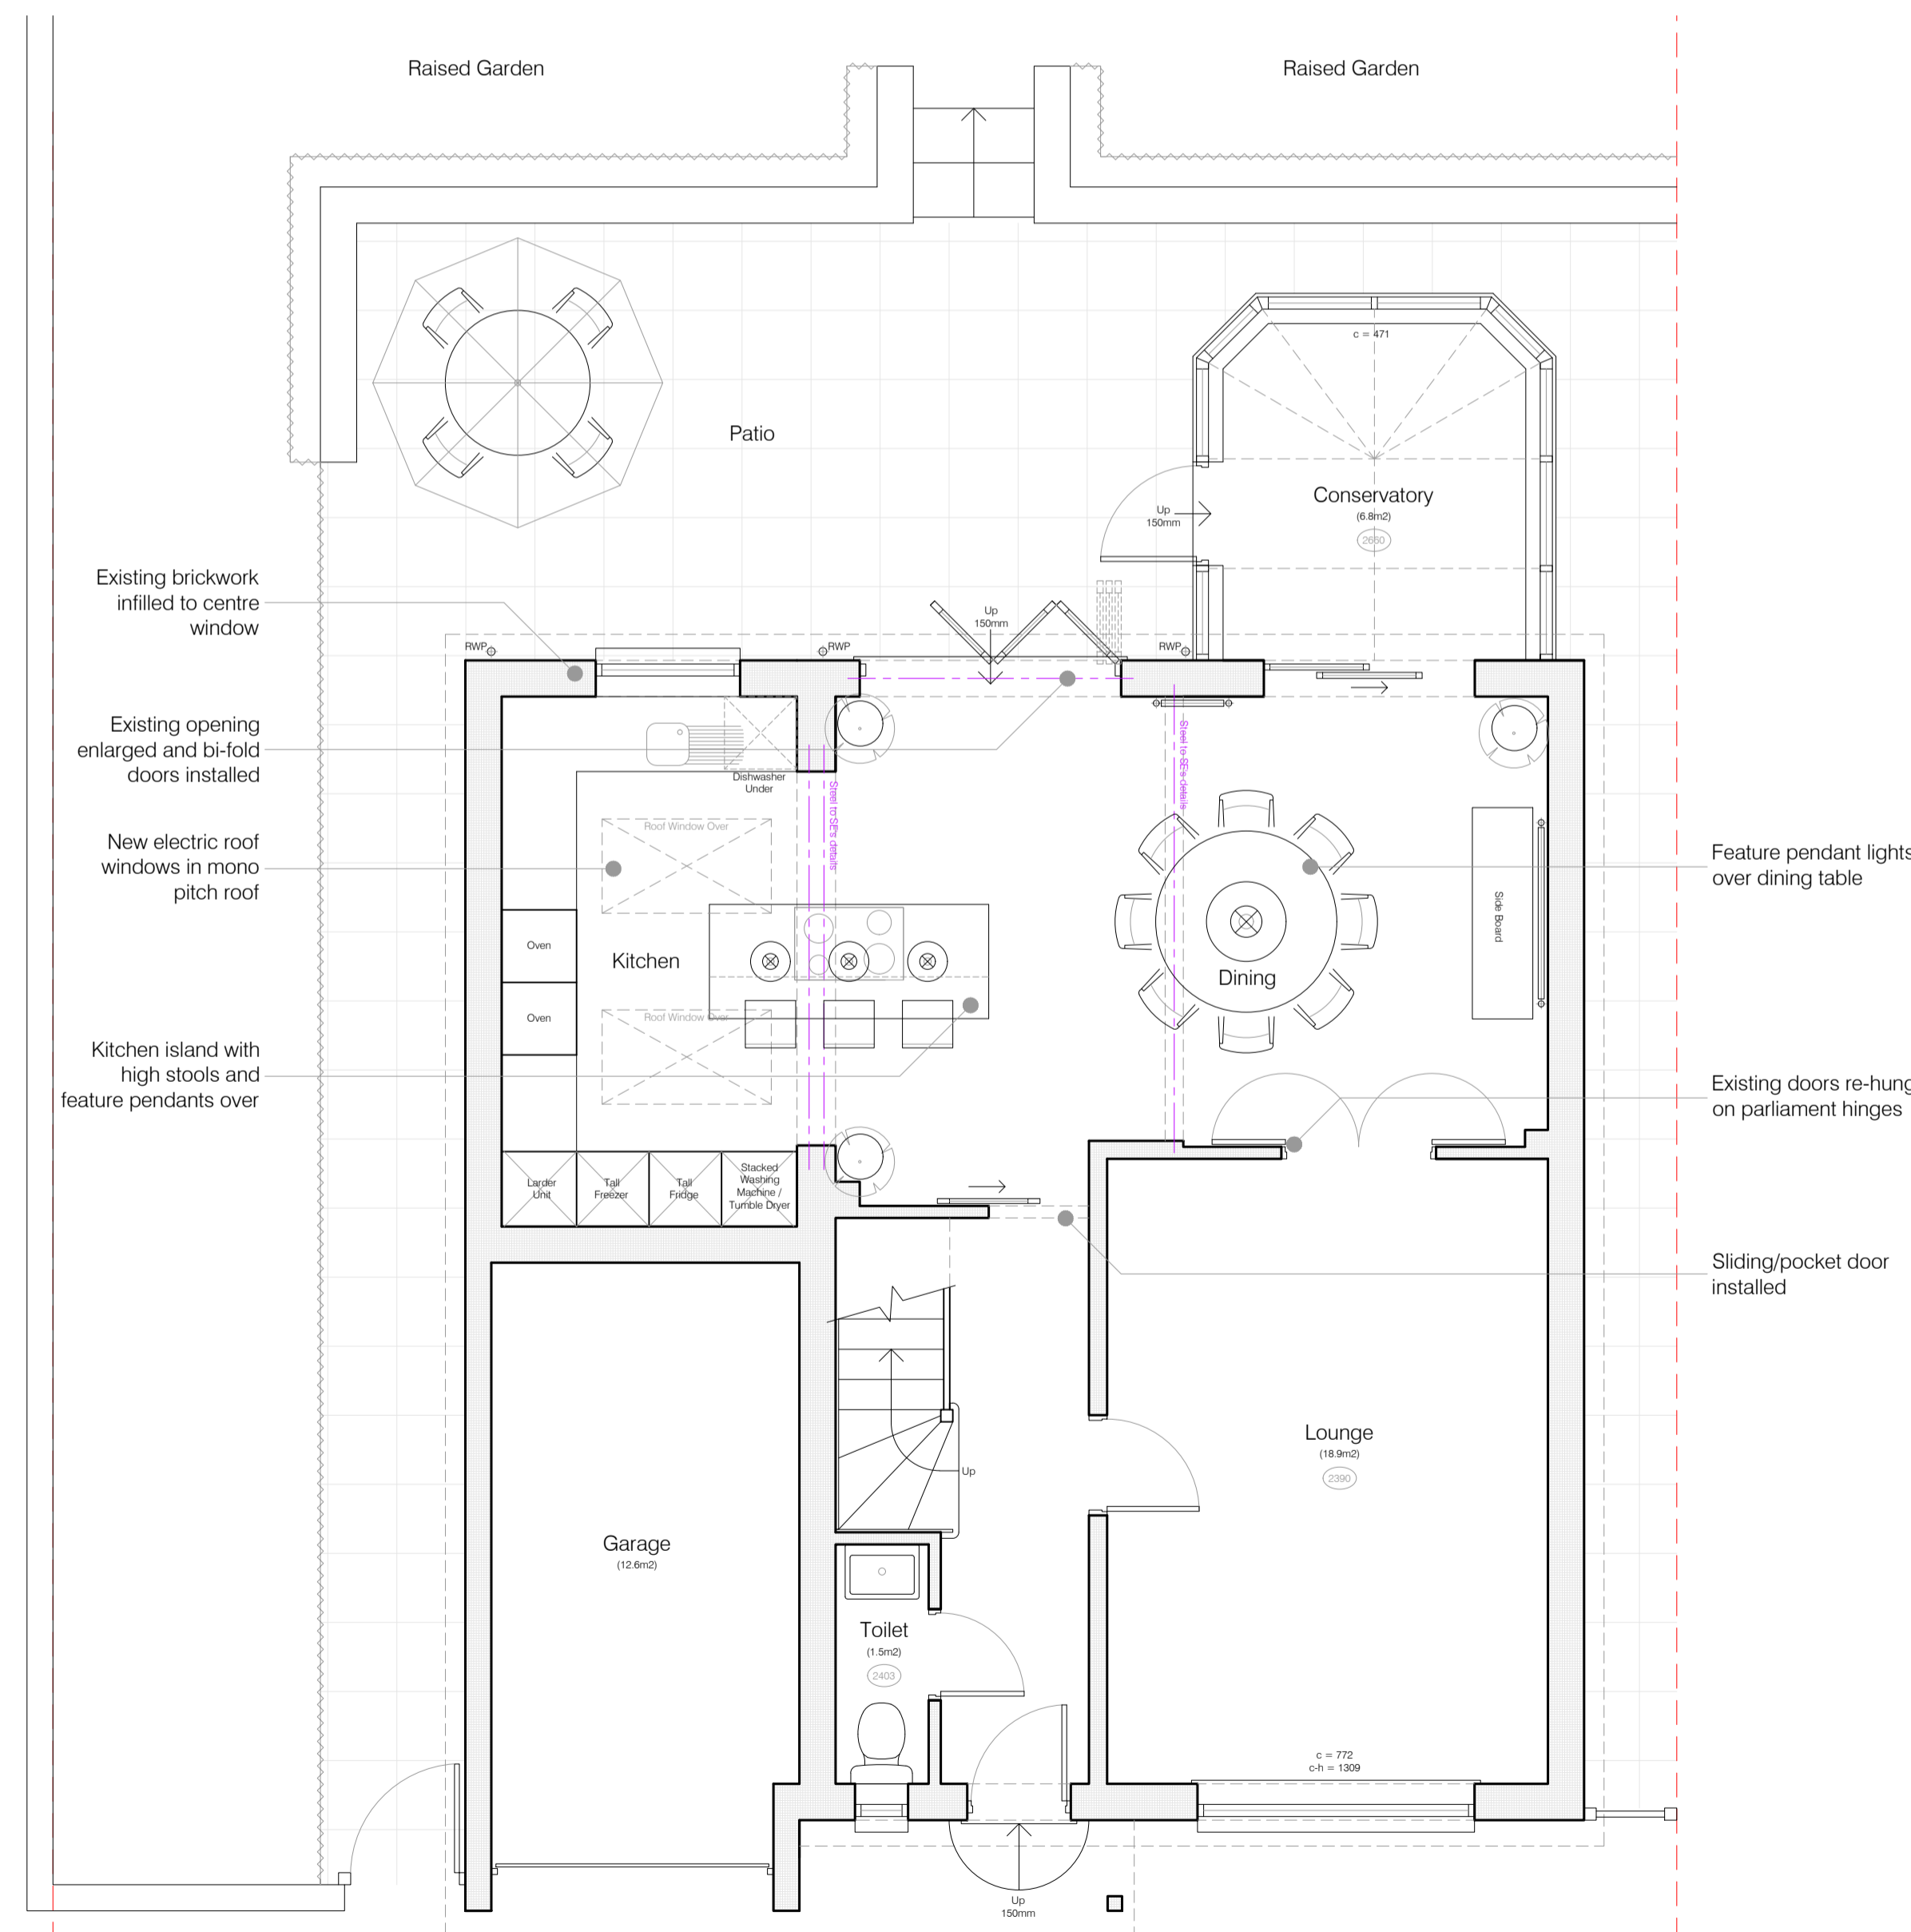 Raised Garden
Raised Garden
c = 471
Patio
Conservatory
(6.8m2)
2660
Up
150mm
Existing brickwork
infilled to centre
window
Up
150mm
RWP
RWP
RWP
Existing opening
enlarged and bi-fold
doors installed
Steel to SE's details
Dishwasher
Under
Steel to SE's details
Roof Window Over
New electric roof
windows in mono
pitch roof
Feature pendant lights
over dining table
Side Board
Oven
Kitchen
Dining
Oven
Roof Window Over
Kitchen island with
high stools and
feature pendants over
Existing doors re-hung
on parliament hinges
Larder
Unit
Tall
Freezer
Tall
Fridge
Stacked
Washing
Machine /
Tumble Dryer
Sliding/pocket door
installed
Lounge
(18.9m2)
2390
Up
Garage
(12.6m2)
Toilet
(1.5m2)
2403
c = 772
c-h = 1309
Up
150mm